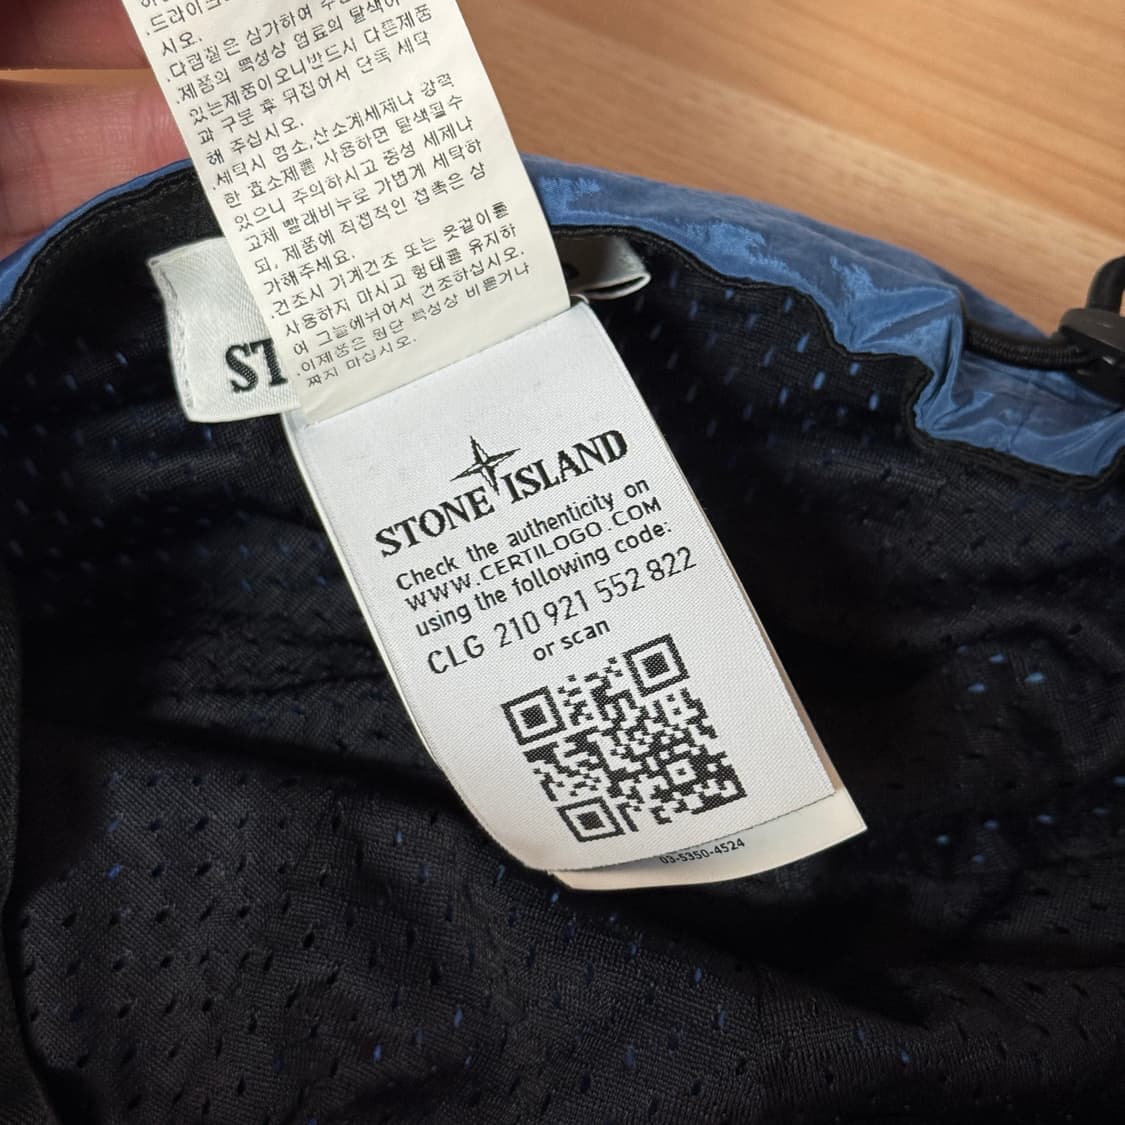 .드라이크
시오.
.다림질은 삼가하여 주
.제품의 특성상 염료의 탈색이
있는제품이오니반드시 다른제품
과 구분 후 뒤집어서 단독 세탁
해 주십시오.
.세탁시 염소,산소계세제나 강력
한 효소제를 사용하면 탈색될수
있으니 주의하시고 중성 세제나
고체 빨래비누로 가볍게 세탁하
되, 제품에 직접적인 접촉은 삼
가해주세요.
.건조시 기계건조 또는 옷걸이를
사용하지 마시고 형태를 유지하
여 그늘에뉘어서 건조하십시오.
.이제품은 원단 특성상 비틀거나
짜지 마십시오.
ST
STONE ISLAND
Check the authenticity on
WWW.CERTILOGO.COM
using the following code:
CLG 210 921 552 822
or scan
03-5350-4524